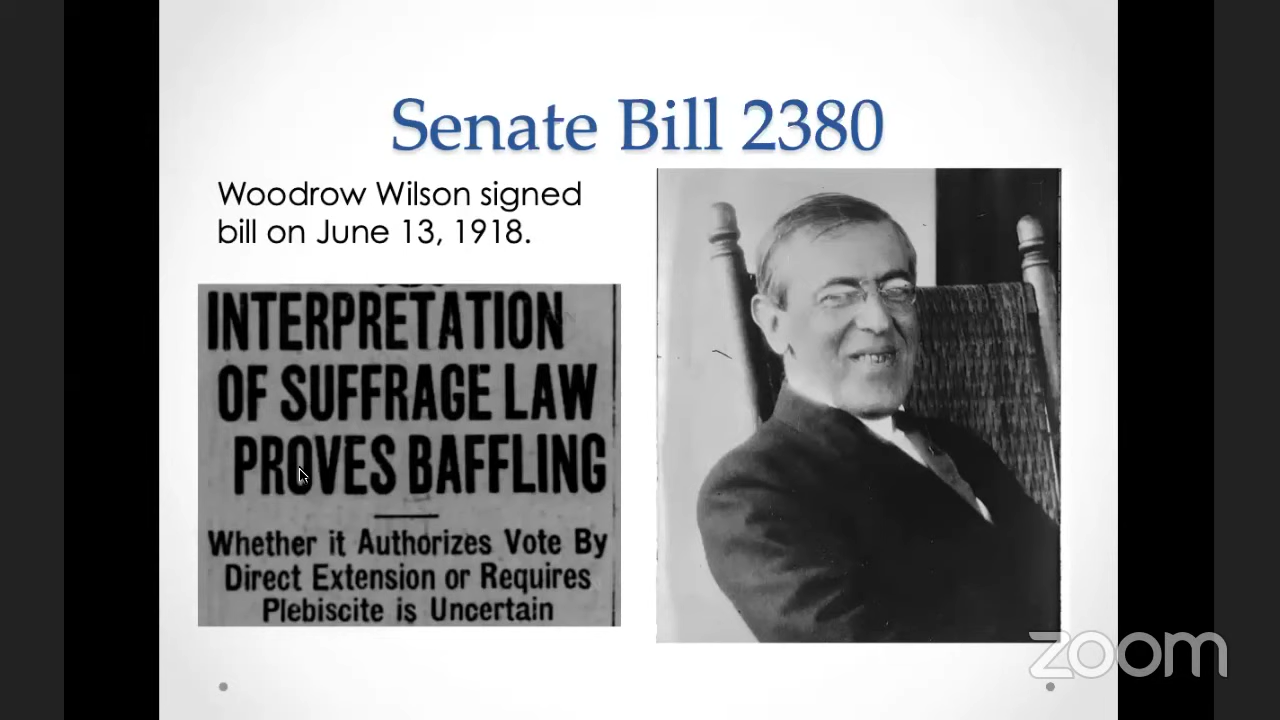 Senate Bill 2380
Woodrow Wilson signed
bill on June 13, 1918.
INTERPRETATION
OF SUFFRAGE LAW
PROVES BAFFLING
Whether it Authorizes Vote By
Direct Extension or Requires
Plebiscite is Uncertain
zoom